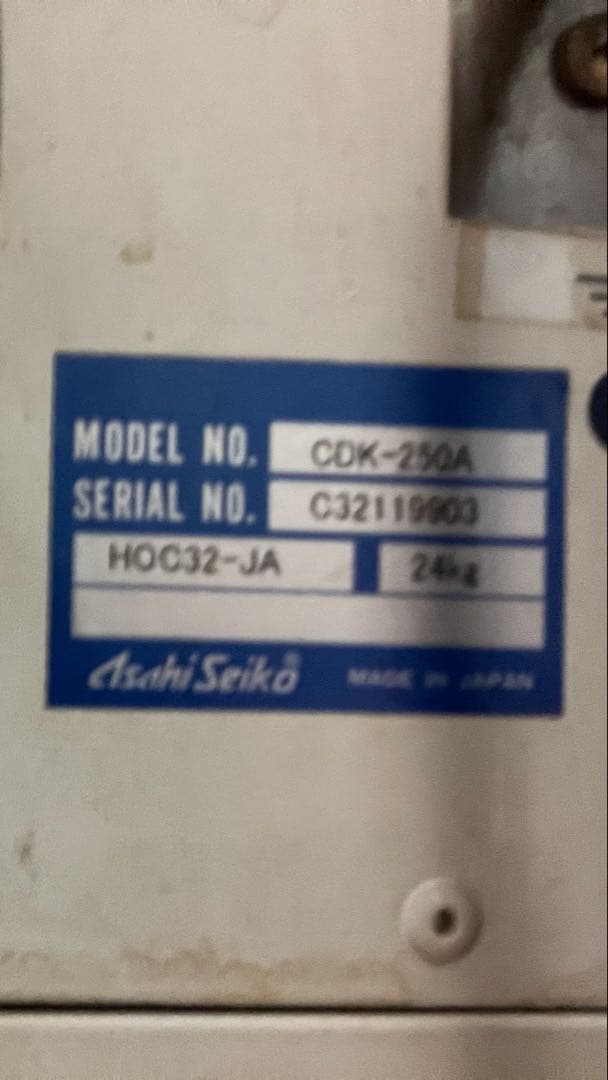 MODEL NO. CDK-250A
SERIAL NO. C32119903
HOC32-JA 24kg
Asahi Seiko® MADE IN JAPAN